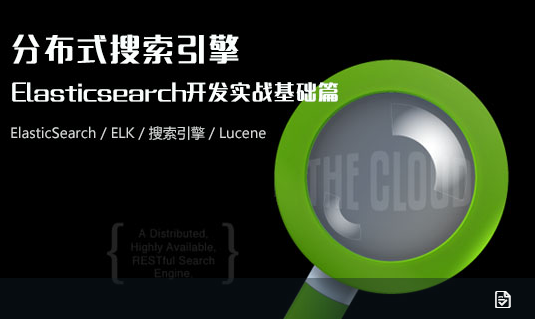 分布式搜索引擎
Elasticsearch开发实战基础篇
ElasticSearch / ELK / 搜索引擎 / Lucene
THE CLOUD
{ A Distributed,
Highly Available,
RESTful Search
Engine }